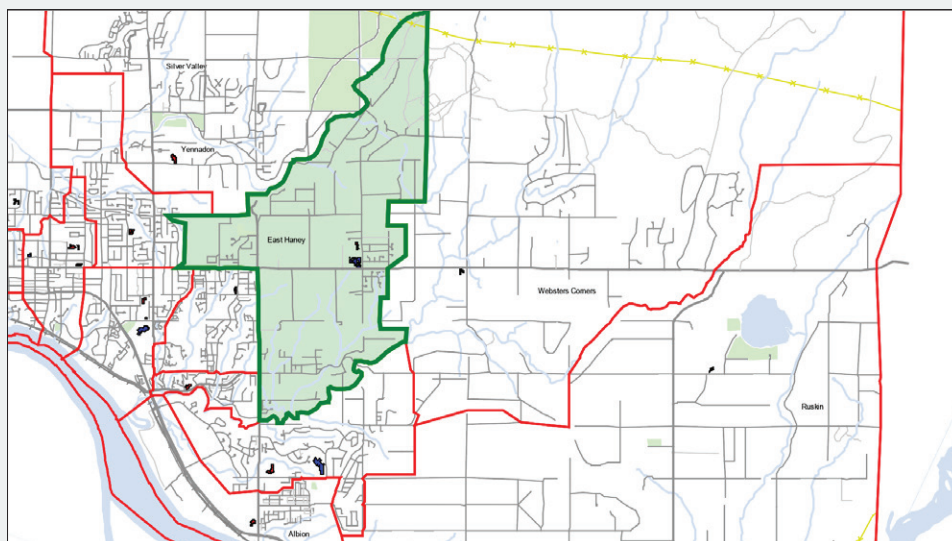 Silver Valley
Yennadon
East Haney
Websters Corners
Ruskin
Albion